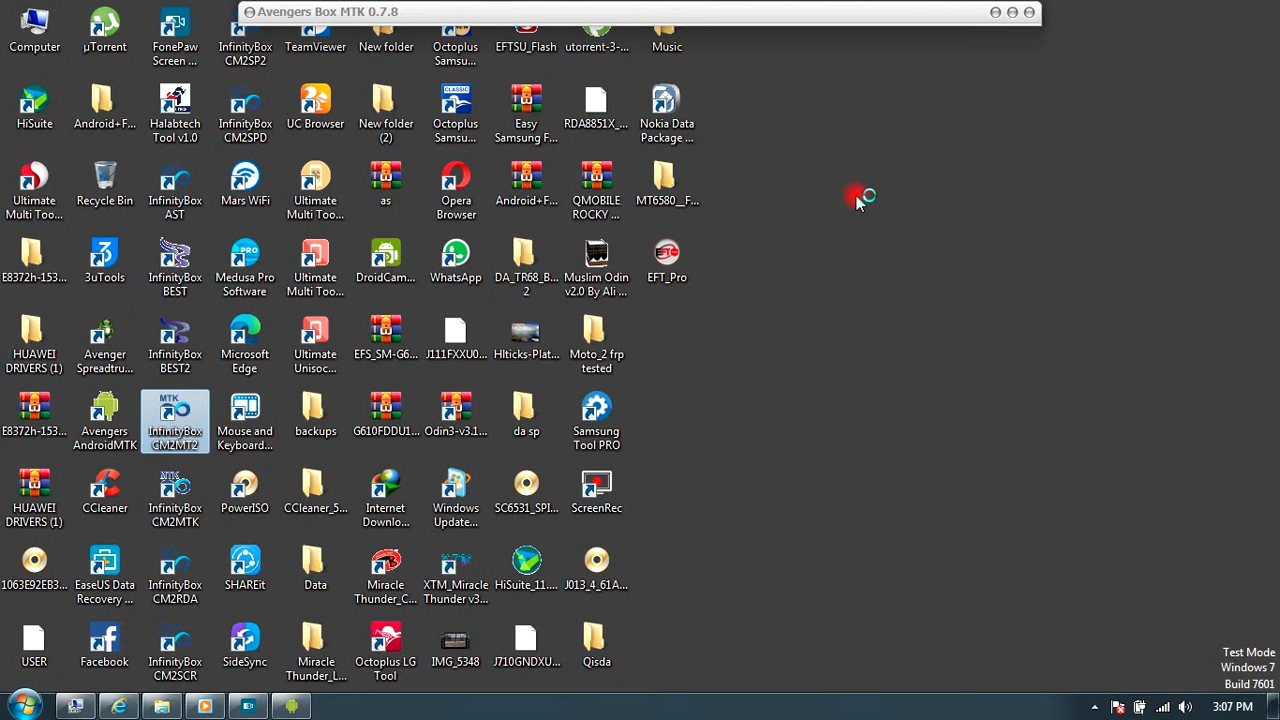 Avengers Box MTK 0.7.8
Computer
µTorrent
FonePaw
Screen ...
InfinityBox
CM2SP2
TeamViewer
New folder
Octoplus
Samsu...
EFTSU_Flash
utorrent-3-...
Music
HiSuite
Android+F...
Halabtech
Tool v1.0
InfinityBox
CM2SPD
UC Browser
New folder
(2)
CLASSIC
Octoplus
Samsu...
Easy
Samsung F...
RDA8851X_...
Nokia Data
Package ...
Ultimate
Multi Too...
Recycle Bin
InfinityBox
AST
Mars WiFi
Ultimate
Multi Too...
as
Opera
Browser
Android+F...
QMOBILE
ROCKY ...
MT6580__F...
E8372h-153...
3uTools
InfinityBox
BEST
PRO
Medusa Pro
Software
Ultimate
Multi Too...
DroidCam...
WhatsApp
DA_TR68_B...
2
Muslim Odin
v2.0 By Ali ...
EFT
EFT_Pro
HUAWEI
DRIVERS (1)
Avenger
Spreadtru...
InfinityBox
BEST2
Microsoft
Edge
Ultimate
Unisoc...
EFS_SM-G6...
J111FXXU0...
Hlticks-Plat...
Moto_2 frp
tested
E8372h-153...
Avengers
AndroidMTK
MTK
InfinityBox
CM2MT2
Mouse and
Keyboard...
backups
G610FDDU1...
Odin3-v3.1...
da sp
Samsung
Tool PRO
HUAWEI
DRIVERS (1)
CCleaner
MTK
InfinityBox
CM2MTK
PowerISO
CCleaner_5...
Internet
Downlo...
Windows
Update...
SC6531_SPI...
ScreenRec
1063E92EB3...
EaseUS Data
Recovery ...
InfinityBox
CM2RDA
SHAREit
Data
Miracle
Thunder_C...
XTM_Miracle
Thunder v3...
HiSuite_11....
J013_4_61A...
USER
Facebook
InfinityBox
CM2SCR
SideSync
Miracle
Thunder_L...
Octoplus LG
Tool
IMG_5348
J710GNDXU...
Qisda
Test Mode
Windows 7
Build 7601
3:07 PM